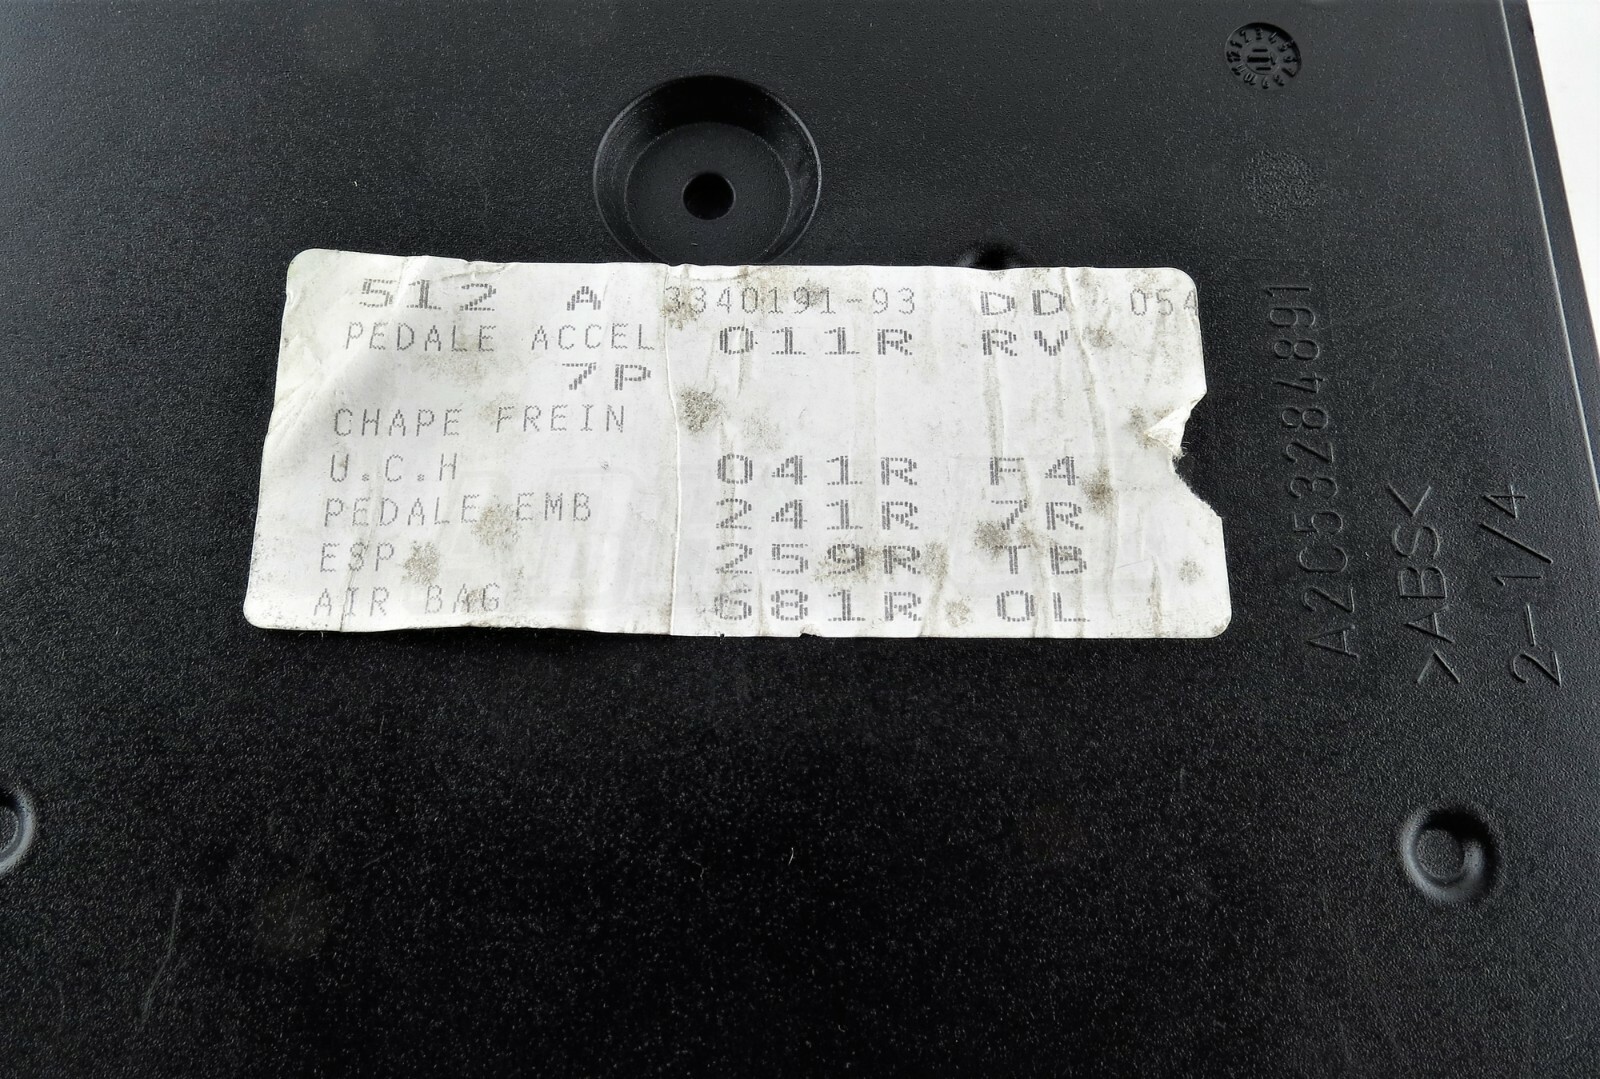 512 A 3340191-93 DD 054
PEDALE ACCEL 011R RV
7P
CHAPE FREIN
U.C.H 041R F4
PEDALE EMB 241R 7R
ESP 259R TB
AIR BAG 681R 0L
A2C53284891
>ABS<
2-1/4